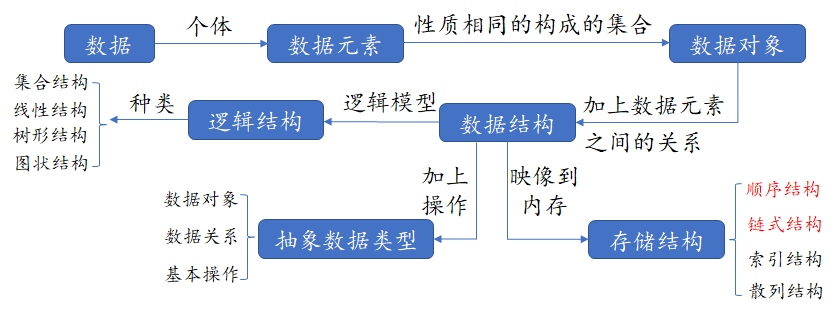 数据
个体
数据元素
性质相同的构成的集合
数据对象
集合结构
线性结构
树形结构
图状结构
种类
逻辑结构
逻辑模型
数据结构
加上数据元素
之间的关系
加上
操作
映像到
内存
数据对象
数据关系
基本操作
抽象数据类型
存储结构
顺序结构
链式结构
索引结构
散列结构